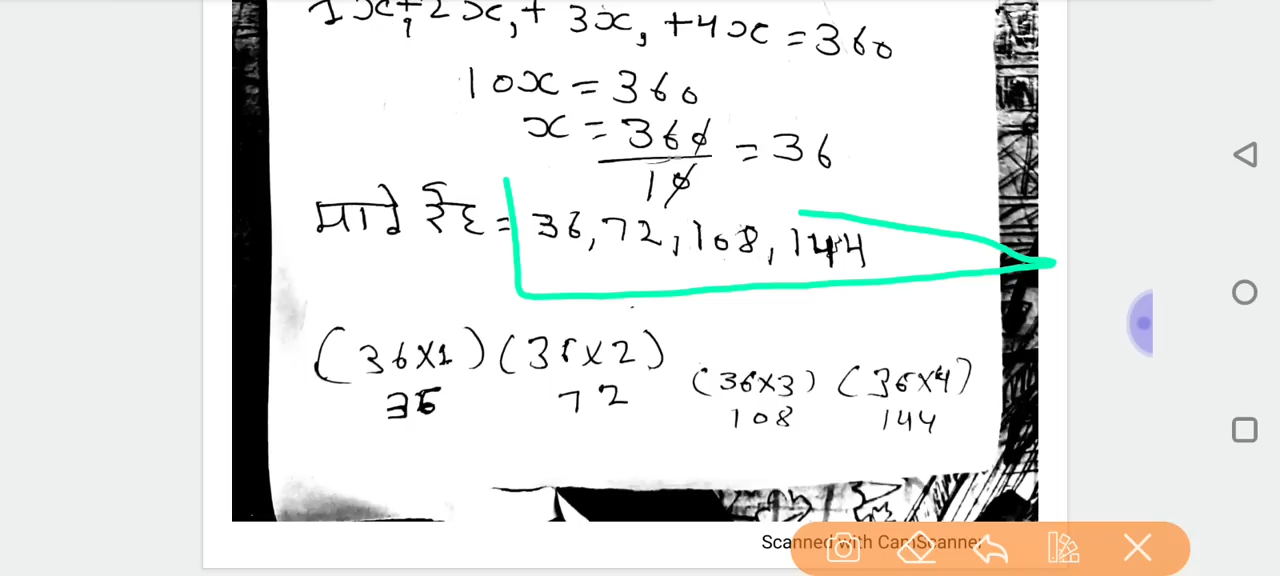 1x+2x,+ 3x, +4x = 360
10x = 360
x = 360/10 = 36
= 36, 72, 108, 144
(36×1) (36×2) (36×3) (36×4)
36 72 108 144
Scanned with CamScanner